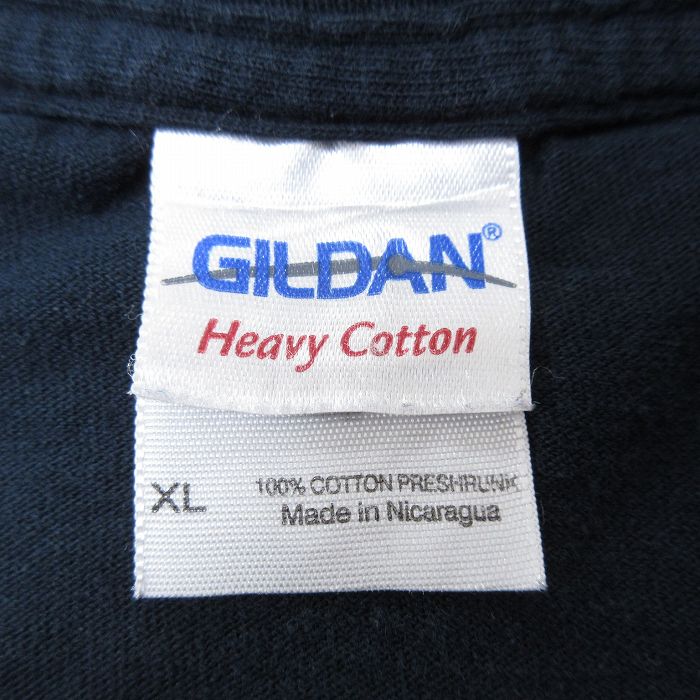 GILDAN®
Heavy Cotton
XL
100% COTTON PRESHRUNK
Made in Nicaragua